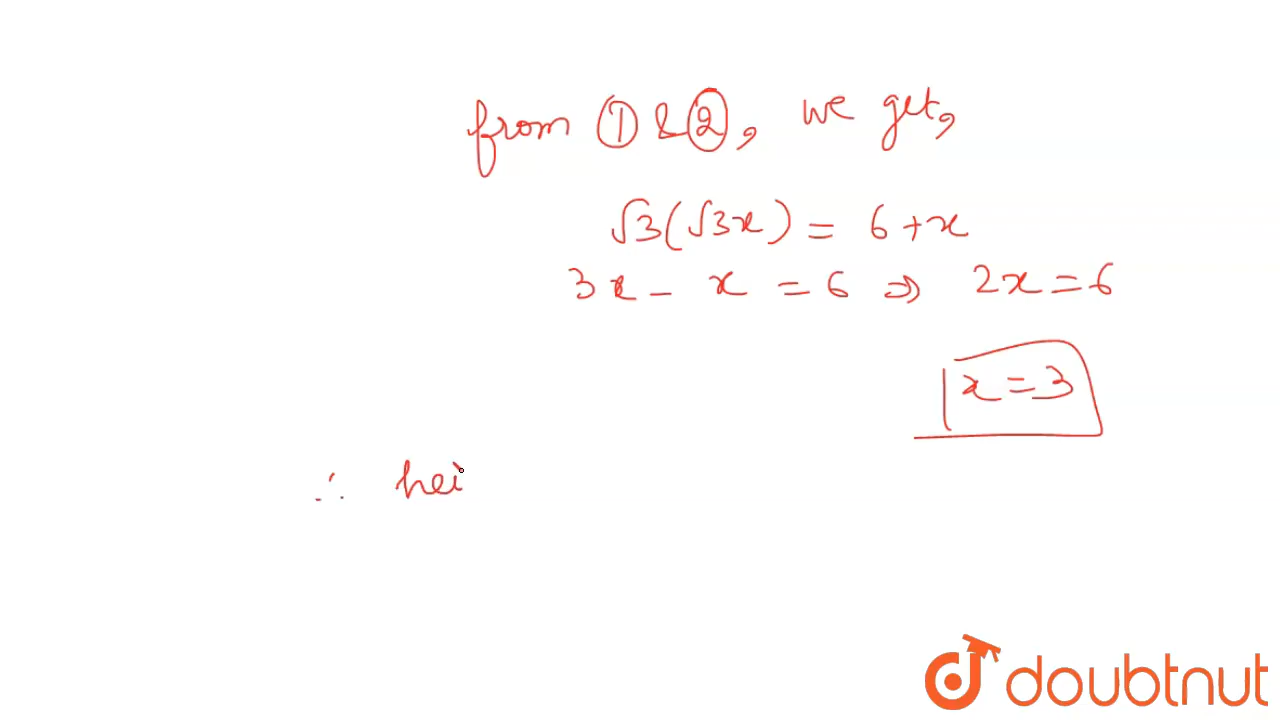 from ① & ②, we get,
√3(√3x) = 6+x
3x - x = 6 ⇒ 2x=6
x=3
∴ hei
doubtnut